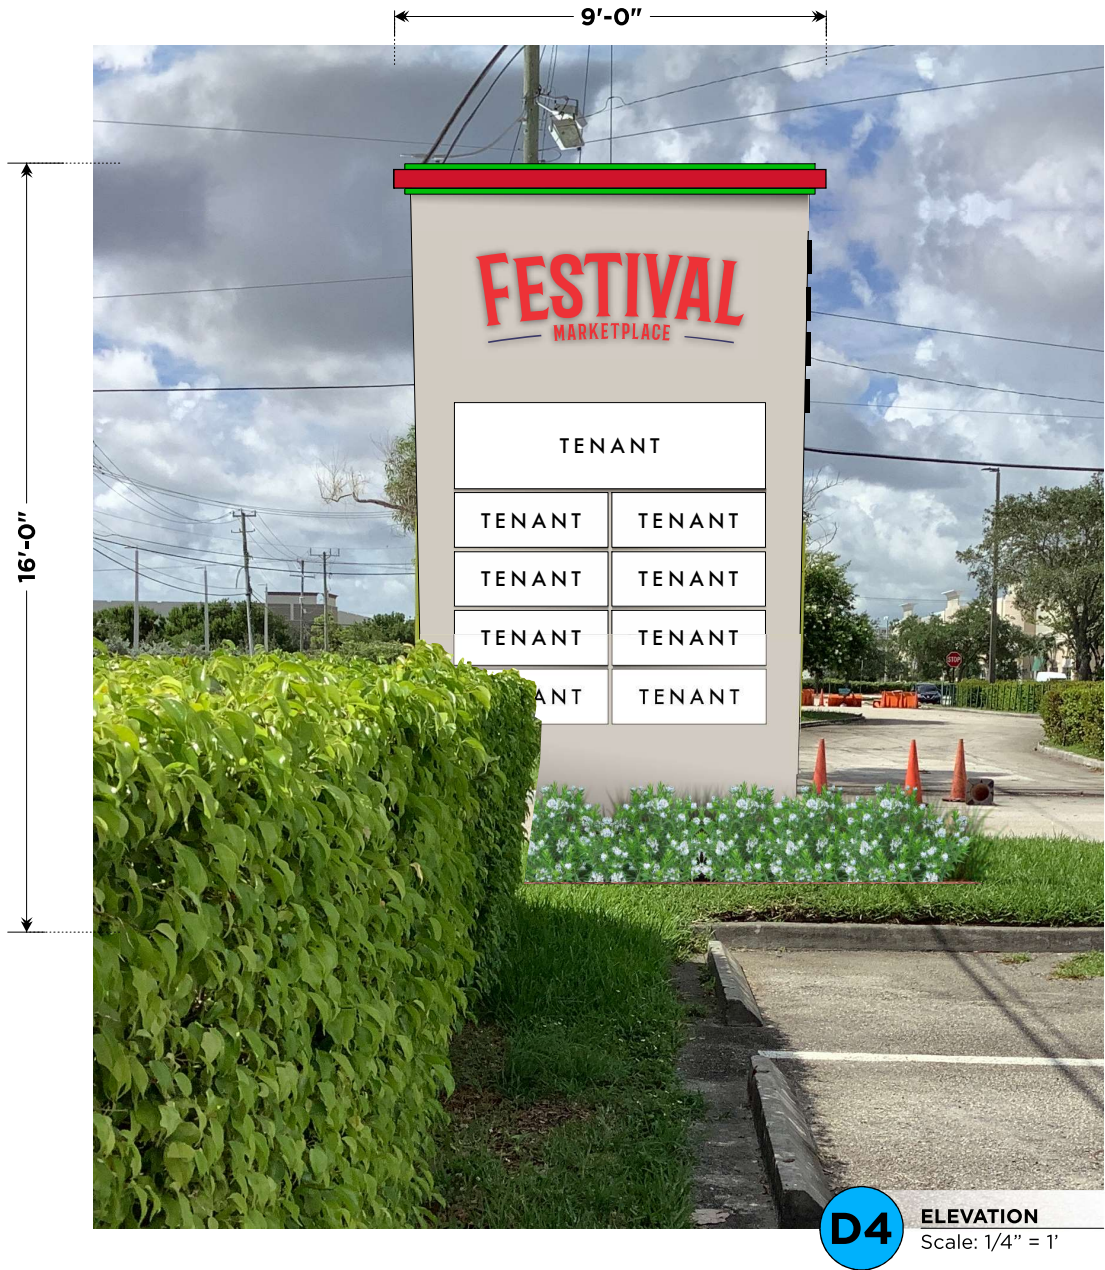 9'-0"
16'-0"
FESTIVAL
MARKETPLACE
TENANT
TENANT TENANT
TENANT TENANT
TENANT TENANT
ANT TENANT
STOP
D4
ELEVATION
Scale: 1/4” = 1’